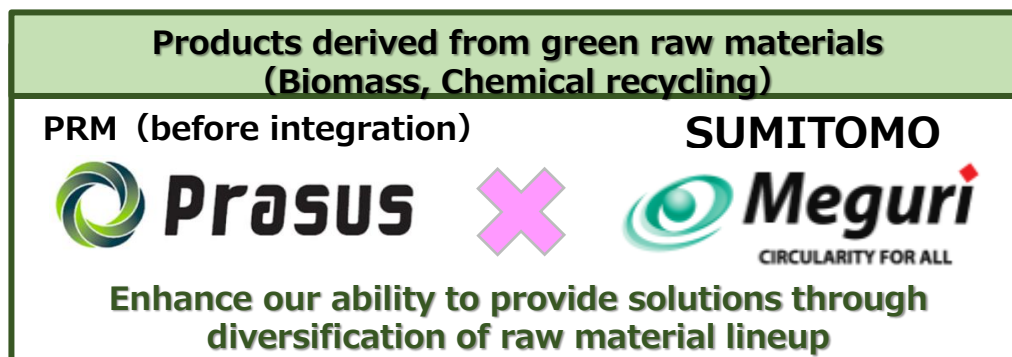 Products derived from green raw materials
（Biomass, Chemical recycling）
PRM（before integration）
SUMITOMO
Prasus
Meguri
CIRCULARITY FOR ALL
Enhance our ability to provide solutions through
diversification of raw material lineup